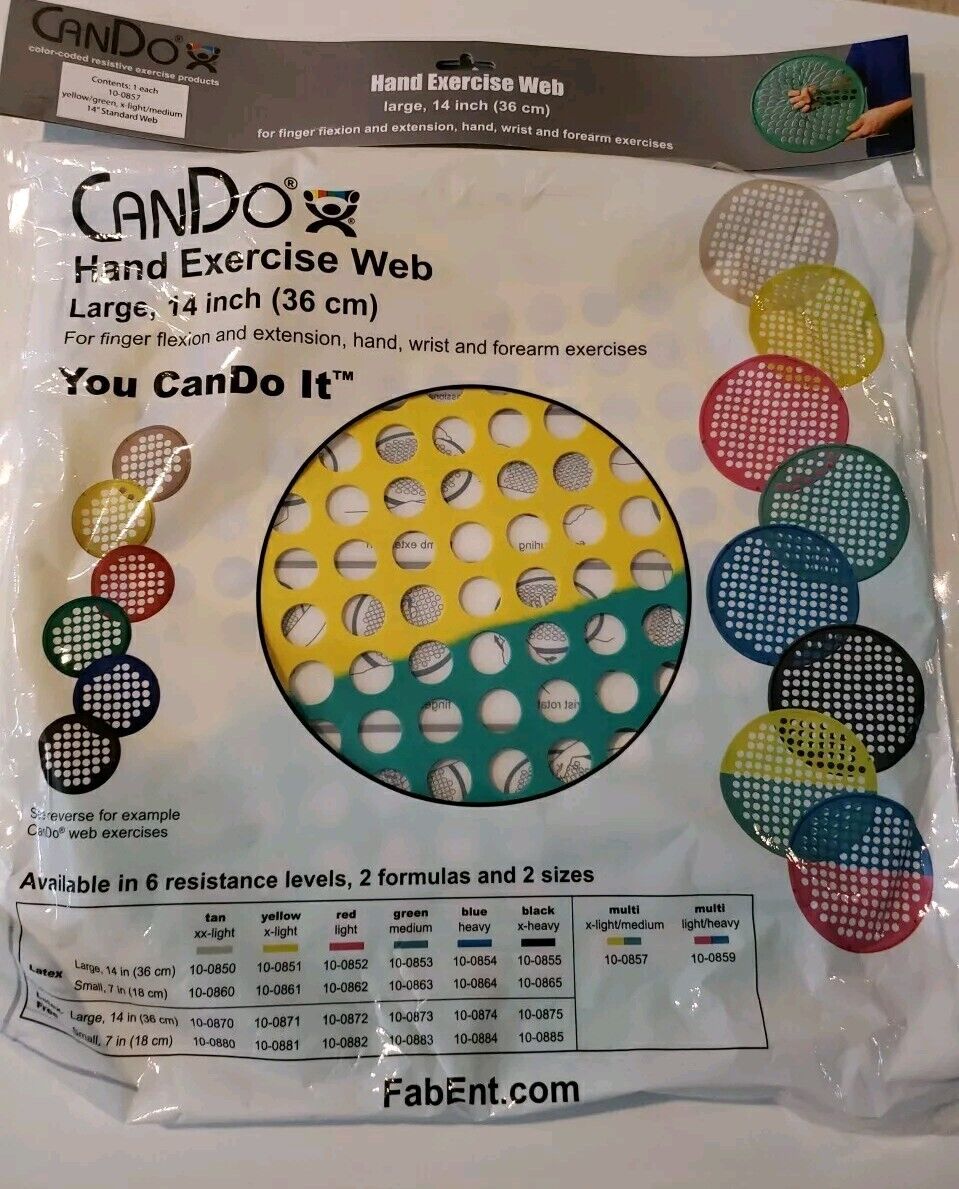 CanDo®
color-coded resistive exercise products
Contents: 1 each
10-0857
yellow/green, x-light/medium
14" Standard Web
Hand Exercise Web
large, 14 inch (36 cm)
for finger flexion and extension, hand, wrist and forearm exercises
CanDo®
Hand Exercise Web
Large, 14 inch (36 cm)
For finger flexion and extension, hand, wrist and forearm exercises
You CanDo It™
See reverse for example
CanDo® web exercises
Available in 6 resistance levels, 2 formulas and 2 sizes
tan yellow red green blue black multi multi
xx-light x-light light medium heavy x-heavy x-light/medium light/heavy
Latex Large, 14 in (36 cm) 10-0850 10-0851 10-0852 10-0853 10-0854 10-0855 10-0857 10-0859
Small, 7 in (18 cm) 10-0860 10-0861 10-0862 10-0863 10-0864 10-0865
Latex-Free Large, 14 in (36 cm) 10-0870 10-0871 10-0872 10-0873 10-0874 10-0875
Small, 7 in (18 cm) 10-0880 10-0881 10-0882 10-0883 10-0884 10-0885
FabEnt.com